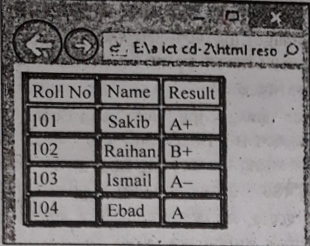 E:\a ict cd-2\html reso
Roll No Name Result
101 Sakib A+
102 Raihan B+
103 Ismail A–
104 Ebad A